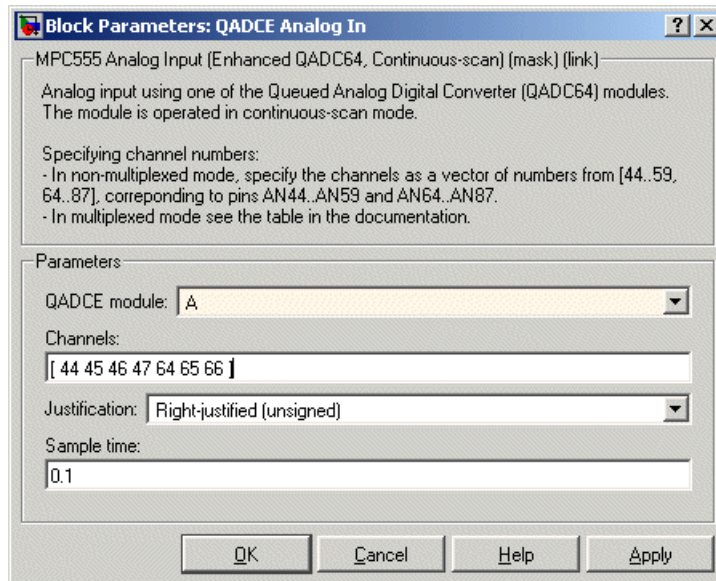 Block Parameters: QADCE Analog In
MPC555 Analog Input (Enhanced QADC64, Continuous-scan) (mask) (link)
Analog input using one of the Queued Analog Digital Converter (QADC64) modules.
The module is operated in continuous-scan mode.
Specifying channel numbers:
- In non-multiplexed mode, specify the channels as a vector of numbers from [44..59,
64..87], correponding to pins AN44..AN59 and AN64..AN87.
- In multiplexed mode see the table in the documentation.
Parameters
QADCE module: A
Channels:
[ 44 45 46 47 64 65 66 ]
Justification: Right-justified (unsigned)
Sample time:
0.1
OK Cancel Help Apply